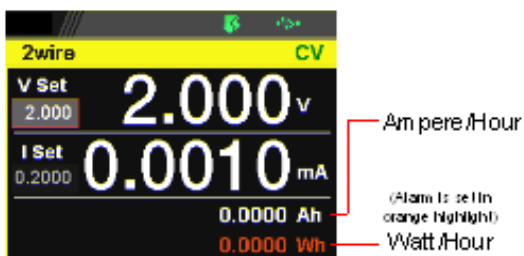 2wire CV
V Set
2.000 2.000 V
I Set
0.2000 0.0010 mA
0.0000 Ah
0.0000 Wh
Ampere/Hour
(Alarm is set in
orange highlight)
Watt/Hour